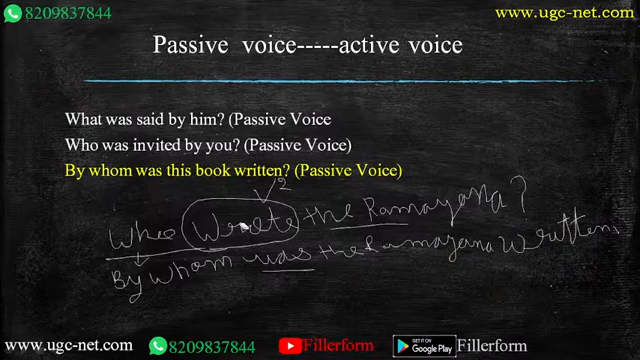 8209837844 www.ugc-net.com
Passive voice-----active voice
What was said by him? (Passive Voice
Who was invited by you? (Passive Voice)
By whom was this book written? (Passive Voice)
V2
Whoe Wrote the Ramayana?
By whom was the Ramayana written
www.ugc-net.com 8209837844 Fillerform GET IT ON Google Play Fillerform